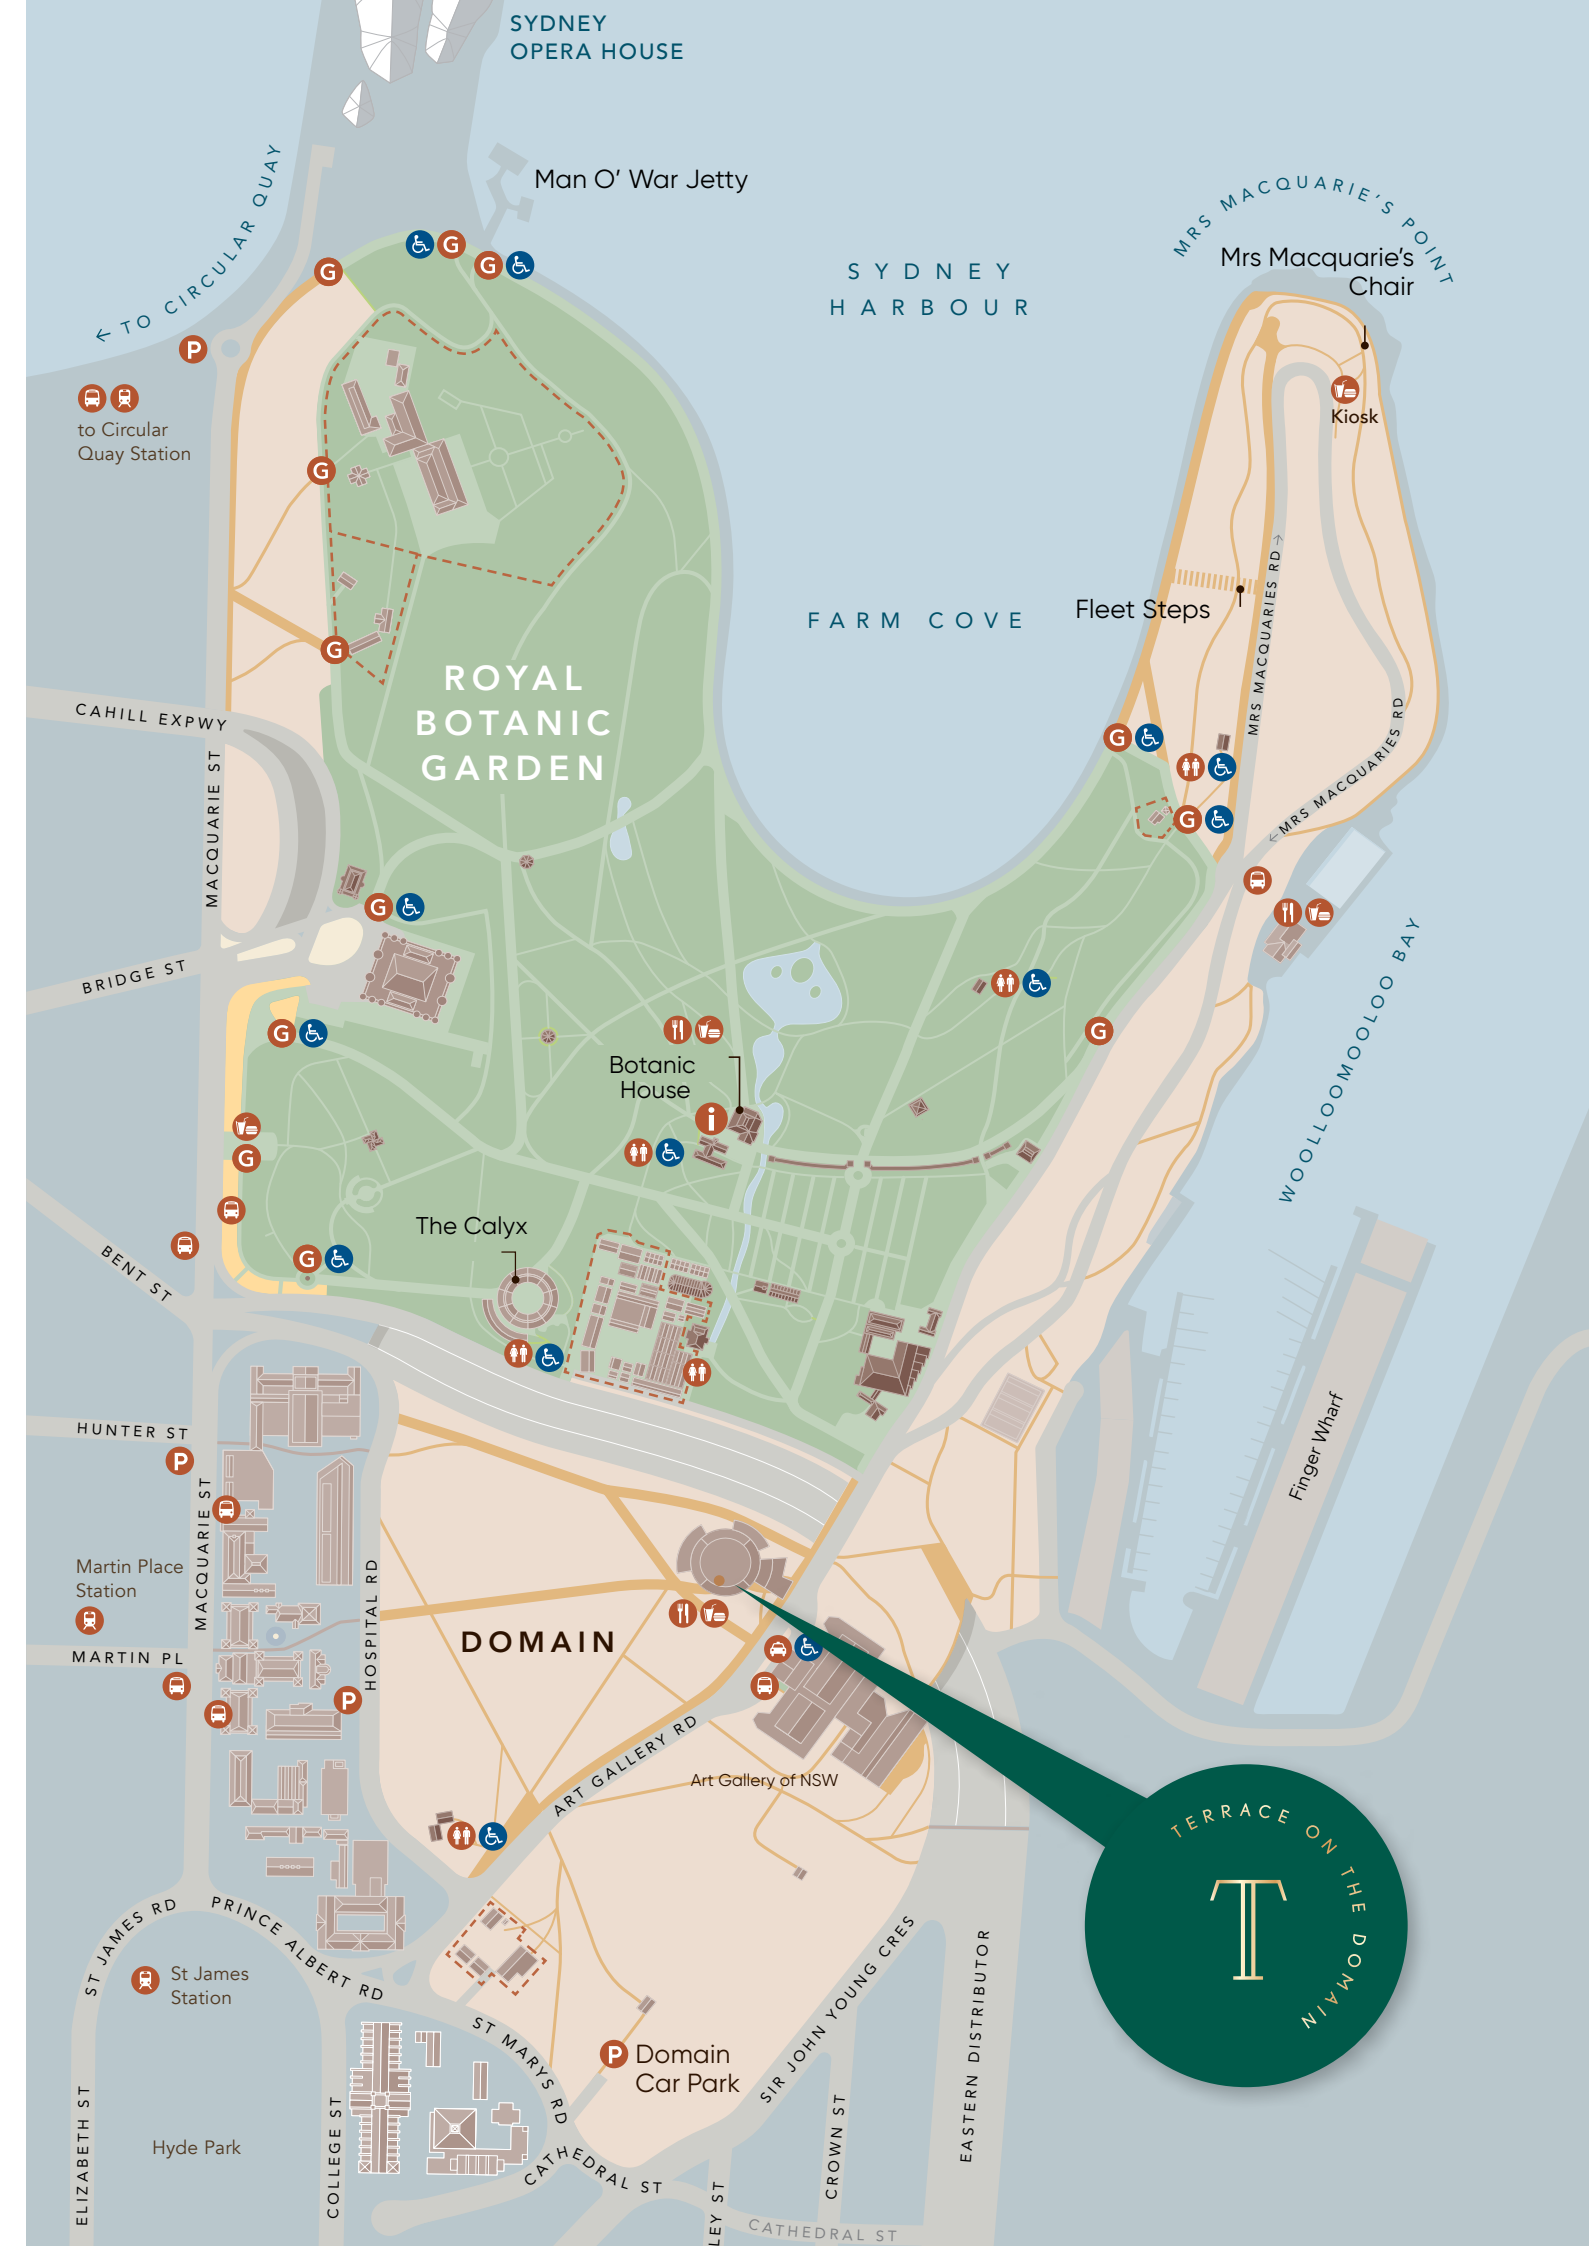 SYDNEY
OPERA HOUSE
Man O' War Jetty
← TO CIRCULAR QUAY
MRS MACQUARIE'S POINT
Mrs Macquarie's
Chair
SYDNEY
HARBOUR
G
G
G
G
P
to Circular
Quay Station
Kiosk
G
FARM COVE
Fleet Steps
MRS MACQUARIES RD
G
ROYAL
BOTANIC
GARDEN
CAHILL EXPWY
MACQUARIE ST
G
MRS MACQUARIES RD
G
G
BRIDGE ST
WOOLLOOMOOLOO BAY
G
G
Botanic
House
i
G
The Calyx
BENT ST
G
Finger Wharf
HUNTER ST
P
MACQUARIE ST
Martin Place
Station
HOSPITAL RD
DOMAIN
MARTIN PL
P
ART GALLERY RD
Art Gallery of NSW
TERRACE ON THE DOMAIN
T
ST JAMES RD
PRINCE ALBERT RD
St James
Station
ST MARYS RD
P Domain
Car Park
SIR JOHN YOUNG CRES
EASTERN DISTRIBUTOR
ELIZABETH ST
Hyde Park
COLLEGE ST
CATHEDRAL ST
CROWN ST
LEY ST
CATHEDRAL ST